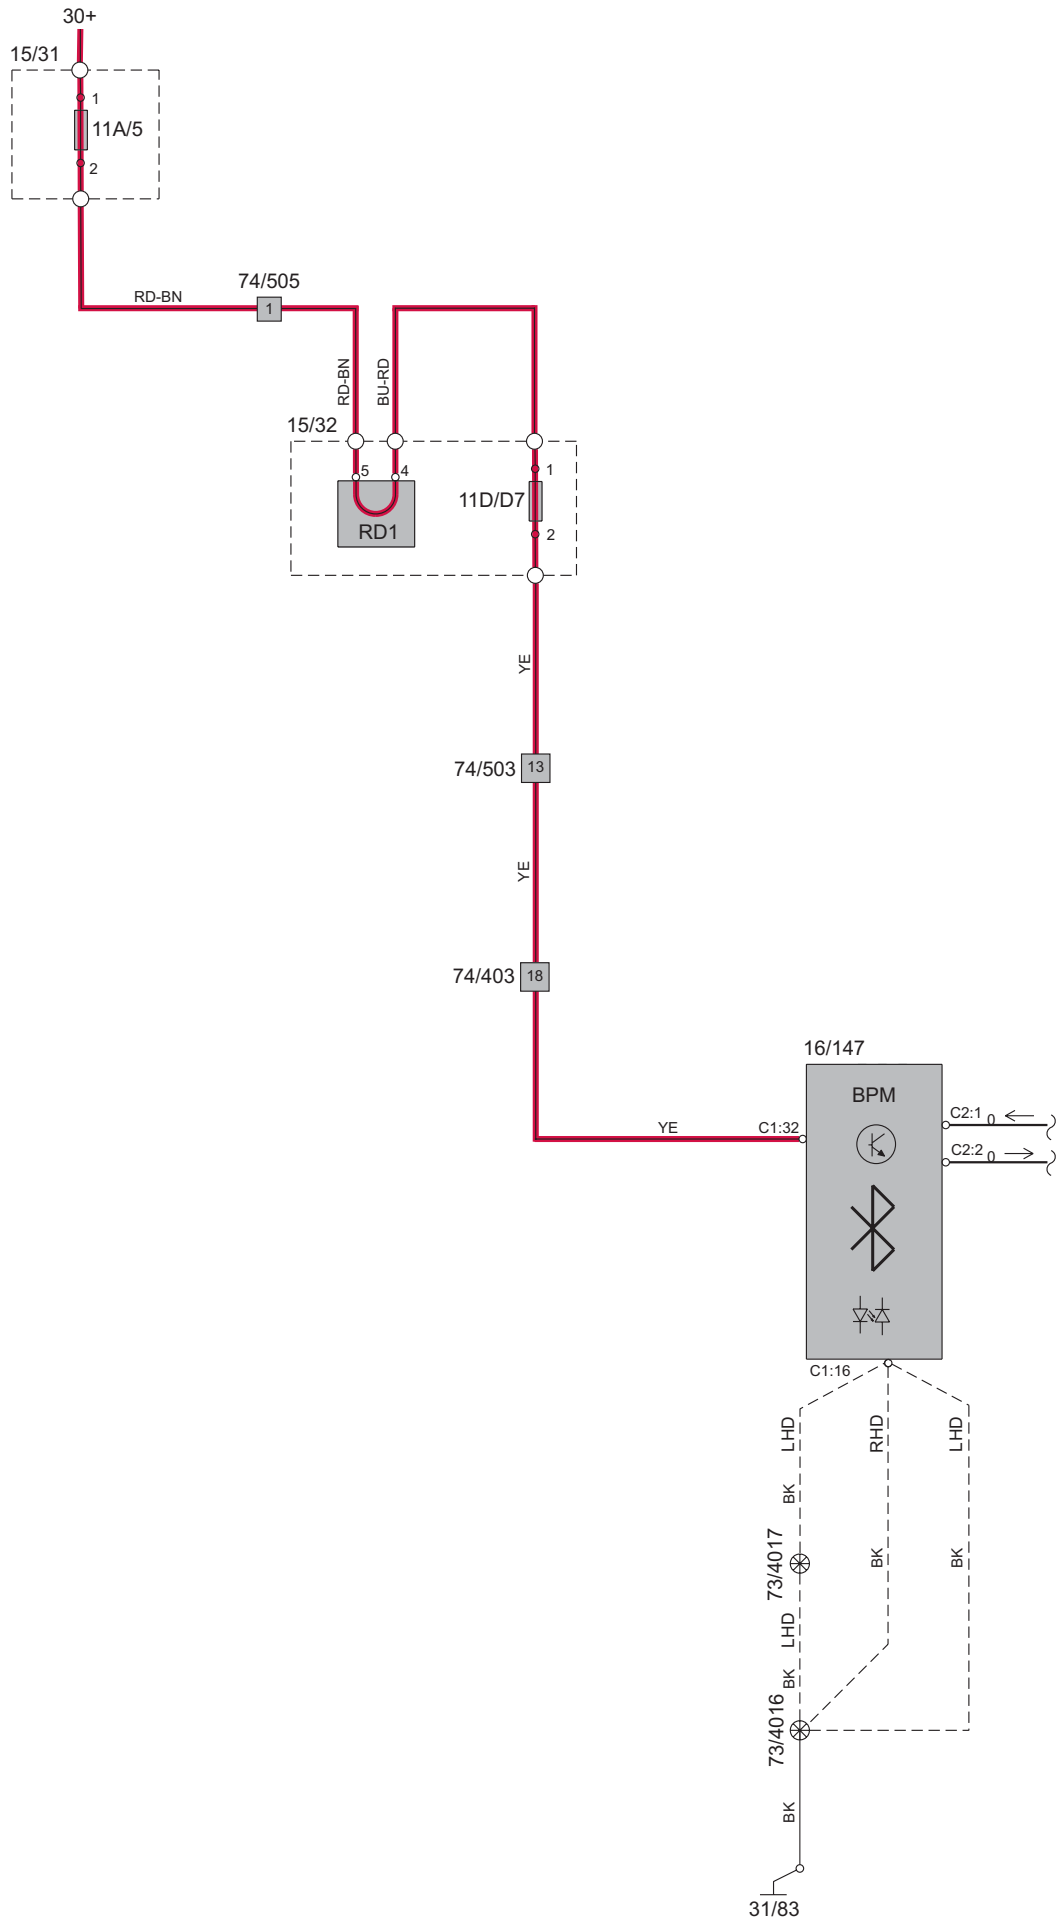 30+
15/31
1
11A/5
2
74/505
RD-BN
1
RD-BN
BU-RD
15/32
5
4
1
11D/D7
RD1
2
YE
74/503
13
YE
74/403
18
16/147
BPM
C2:1
0
YE
C1:32
C2:2
0
C1:16
LHD
RHD
LHD
BK
73/4017
BK
BK
LHD
BK
73/4016
BK
31/83